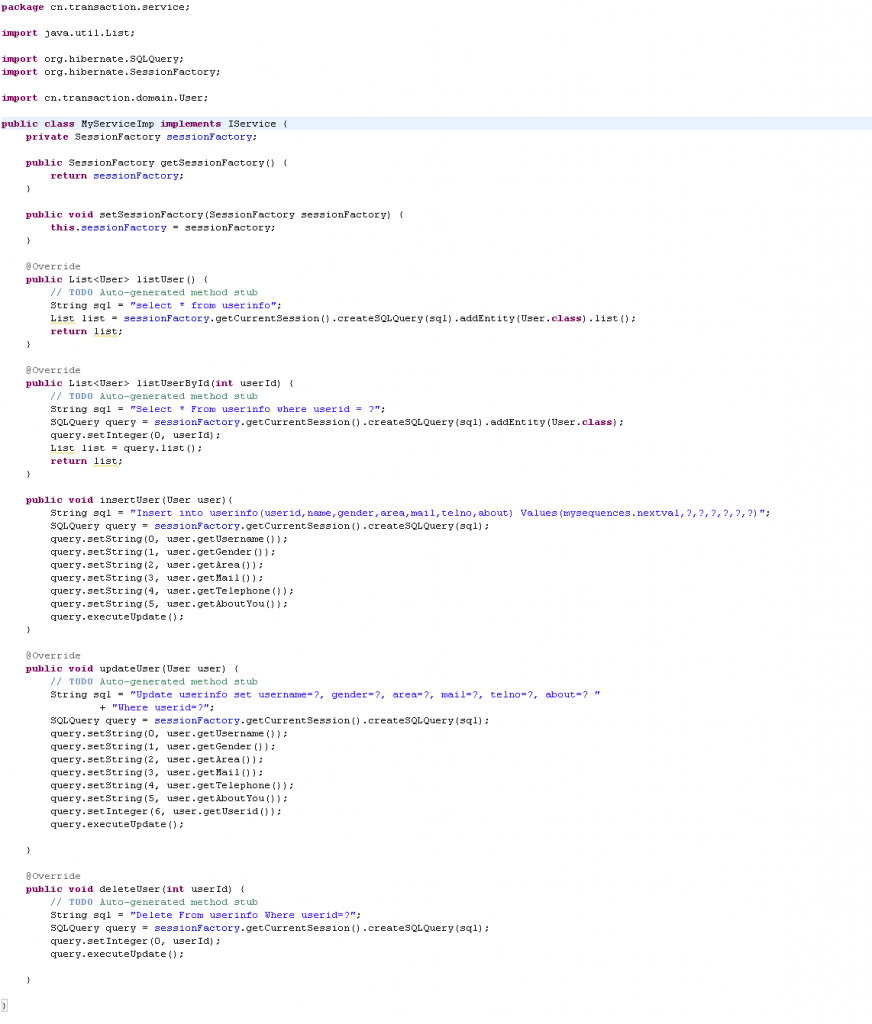 package cn.transaction.service;
import java.util.List;
import org.hibernate.SQLQuery;
import org.hibernate.SessionFactory;
import cn.transaction.domain.User;
public class MyServiceImp implements IService {
    private SessionFactory sessionFactory;
    public SessionFactory getSessionFactory() {
        return sessionFactory;
    }
    public void setSessionFactory(SessionFactory sessionFactory) {
        this.sessionFactory = sessionFactory;
    }
    @Override
    public List<User> listUser() {
        // TODO Auto-generated method stub
        String sql = "select * from userinfo";
        List list = sessionFactory.getCurrentSession().createSQLQuery(sql).addEntity(User.class).list();
        return list;
    }
    @Override
    public List<User> listUserById(int userId) {
        // TODO Auto-generated method stub
        String sql = "Select * From userinfo where userid = ?";
        SQLQuery query = sessionFactory.getCurrentSession().createSQLQuery(sql).addEntity(User.class);
        query.setInteger(0, userId);
        List list = query.list();
        return list;
    }
    public void insertUser(User user){
        String sql = "Insert into userinfo(userid,name,gender,area,mail,telno,about) Values(mysequences.nextval,?,?,?,?,?,?)";
        SQLQuery query = sessionFactory.getCurrentSession().createSQLQuery(sql);
        query.setString(0, user.getUsername());
        query.setString(1, user.getGender());
        query.setString(2, user.getArea());
        query.setString(3, user.getMail());
        query.setString(4, user.getTelephone());
        query.setString(5, user.getAboutYou());
        query.executeUpdate();
    }
    @Override
    public void updateUser(User user) {
        // TODO Auto-generated method stub
        String sql = "Update userinfo set username=?, gender=?, area=?, mail=?, telno=?, about=? "
                + "Where userid=?";
        SQLQuery query = sessionFactory.getCurrentSession().createSQLQuery(sql);
        query.setString(0, user.getUsername());
        query.setString(1, user.getGender());
        query.setString(2, user.getArea());
        query.setString(3, user.getMail());
        query.setString(4, user.getTelephone());
        query.setString(5, user.getAboutYou());
        query.setInteger(6, user.getUserid());
        query.executeUpdate();
    }
    @Override
    public void deleteUser(int userId) {
        // TODO Auto-generated method stub
        String sql = "Delete From userinfo Where userid=?";
        SQLQuery query = sessionFactory.getCurrentSession().createSQLQuery(sql);
        query.setInteger(0, userId);
        query.executeUpdate();
    }
}